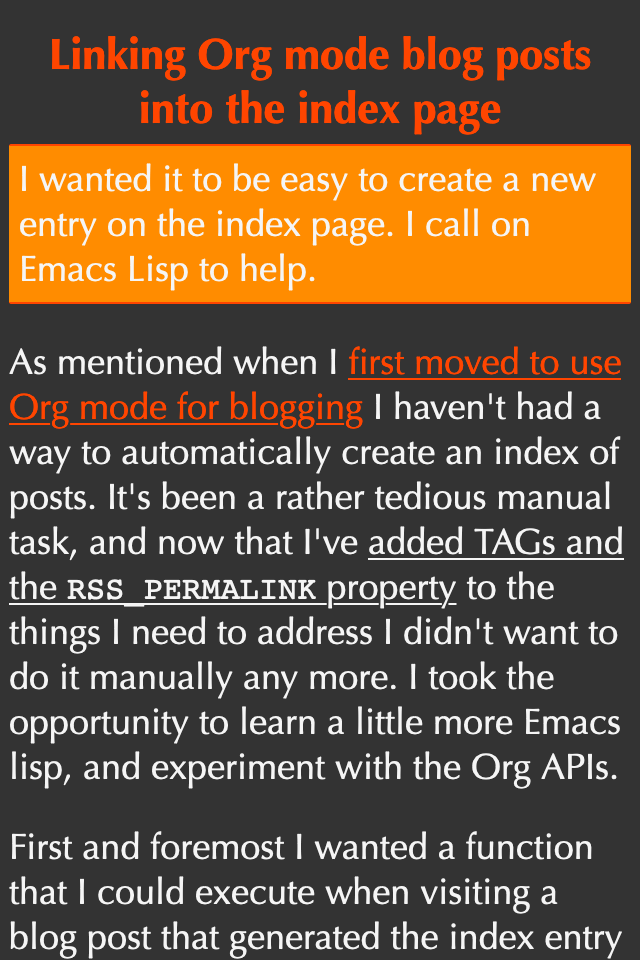 Linking Org mode blog posts
into the index page
I wanted it to be easy to create a new
entry on the index page. I call on
Emacs Lisp to help.
As mentioned when I first moved to use
Org mode for blogging I haven't had a
way to automatically create an index of
posts. It's been a rather tedious manual
task, and now that I've added TAGs and
the RSS_PERMALINK property to the
things I need to address I didn't want to
do it manually any more. I took the
opportunity to learn a little more Emacs
lisp, and experiment with the Org APIs.
First and foremost I wanted a function
that I could execute when visiting a
blog post that generated the index entry